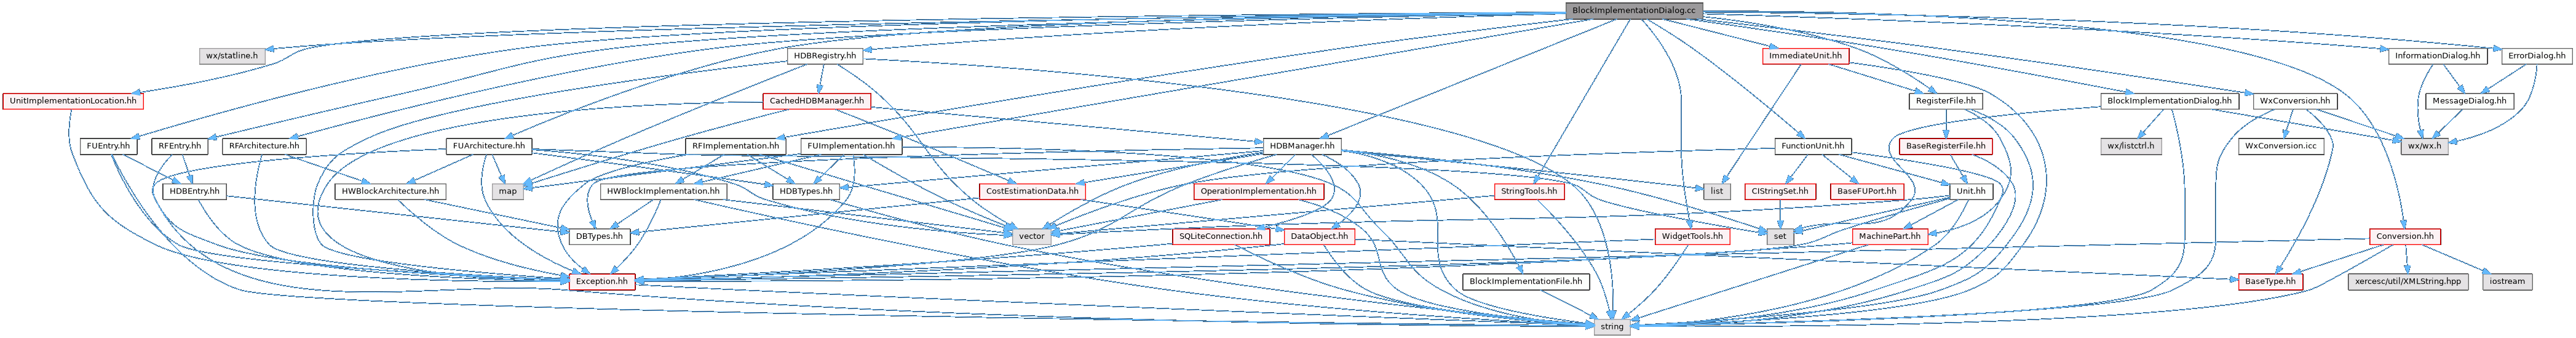 BlockImplementationDialog.cc
wx/statline.h
HDBRegistry.hh
ImmediateUnit.hh
InformationDialog.hh
ErrorDialog.hh
UnitImplementationLocation.hh
CachedHDBManager.hh
RegisterFile.hh
BlockImplementationDialog.hh
WxConversion.hh
MessageDialog.hh
FUEntry.hh
RFEntry.hh
RFArchitecture.hh
FUArchitecture.hh
RFImplementation.hh
FUImplementation.hh
HDBManager.hh
FunctionUnit.hh
BaseRegisterFile.hh
wx/listctrl.h
WxConversion.icc
wx/wx.h
HDBEntry.hh
HWBlockArchitecture.hh
map
HWBlockImplementation.hh
HDBTypes.hh
CostEstimationData.hh
OperationImplementation.hh
StringTools.hh
list
CIStringSet.hh
BaseFUPort.hh
Unit.hh
DBTypes.hh
vector
SQLiteConnection.hh
DataObject.hh
WidgetTools.hh
set
MachinePart.hh
Conversion.hh
Exception.hh
BlockImplementationFile.hh
BaseType.hh
xercesc/util/XMLString.hpp
iostream
string